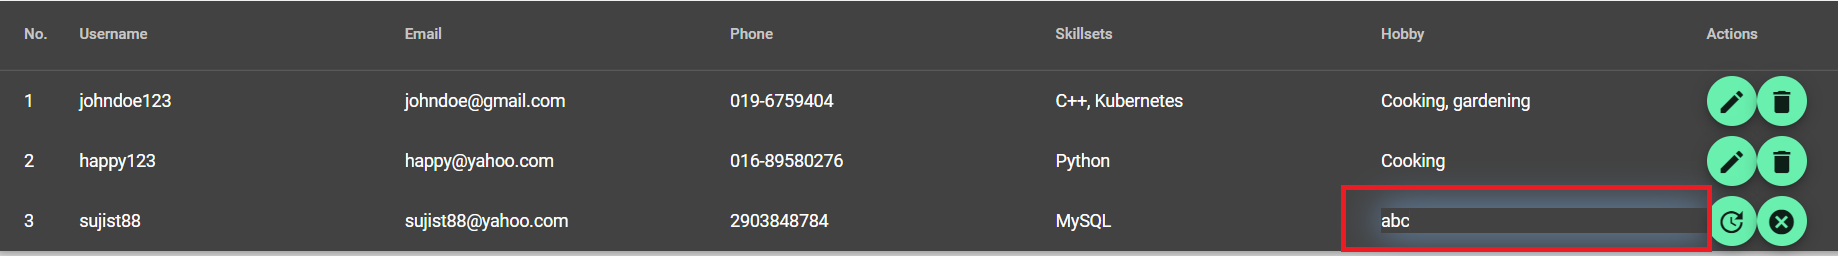 No. Username Email Phone Skillsets Hobby Actions
1 johndoe123 johndoe@gmail.com 019-6759404 C++, Kubernetes Cooking, gardening
2 happy123 happy@yahoo.com 016-89580276 Python Cooking
3 sujist88 sujist88@yahoo.com 2903848784 MySQL abc